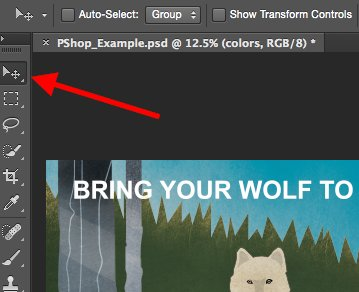 Auto-Select: Group Show Transform Controls
× PShop_Example.psd @ 12.5% (colors, RGB/8) *
BRING YOUR WOLF TO